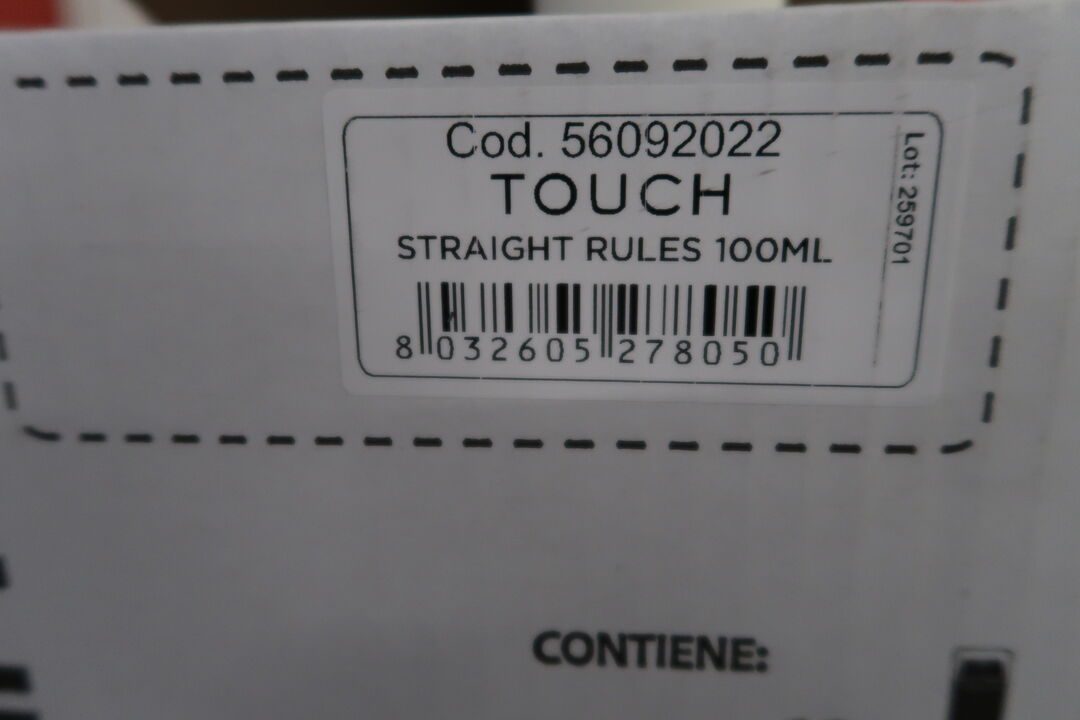 Cod. 56092022
TOUCH
STRAIGHT RULES 100ML
8 032605 278050
Lot: 259701
CONTIENE: